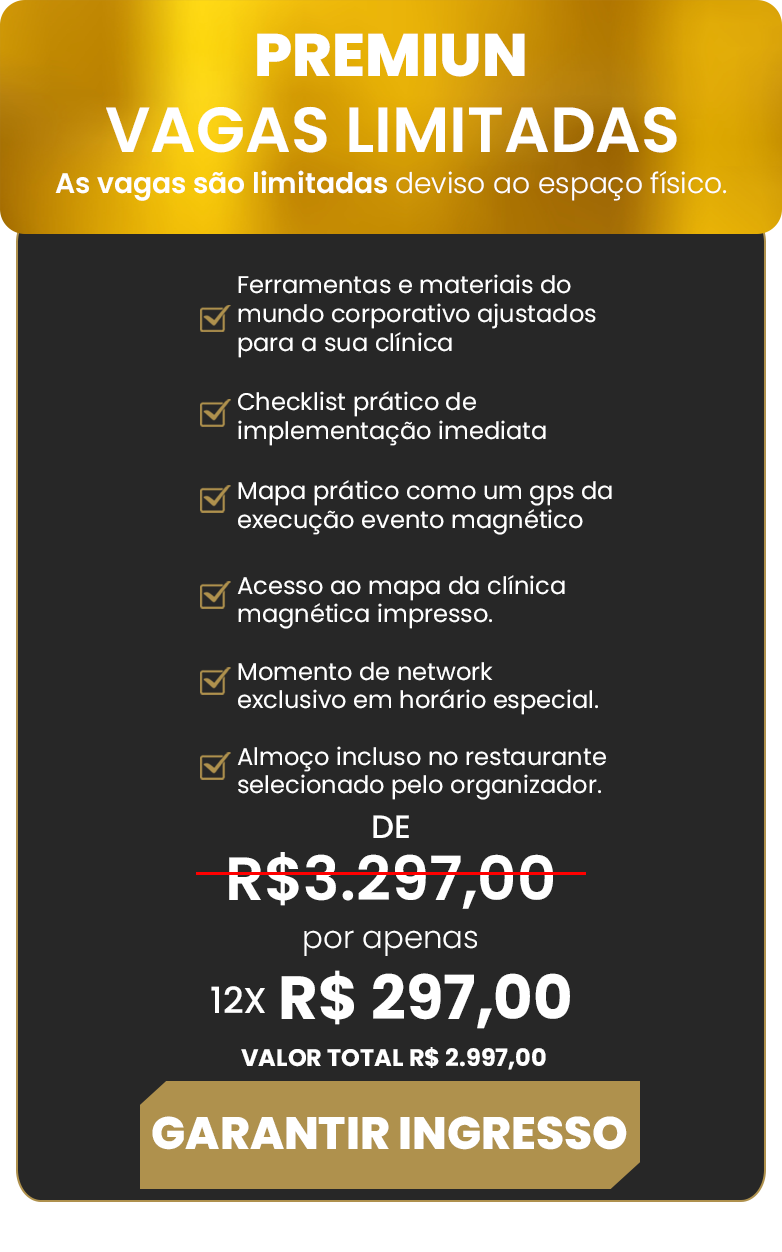 PREMIUN
VAGAS LIMITADAS
As vagas são limitadas deviso ao espaço físico.
Ferramentas e materiais do
mundo corporativo ajustados
para a sua clínica
Checklist prático de
implementação imediata
Mapa prático como um gps da
execução evento magnético
Acesso ao mapa da clínica
magnética impresso.
Momento de network
exclusivo em horário especial.
Almoço incluso no restaurante
selecionado pelo organizador.
DE
R$3.297,00
por apenas
12X R$ 297,00
VALOR TOTAL R$ 2.997,00
GARANTIR INGRESSO